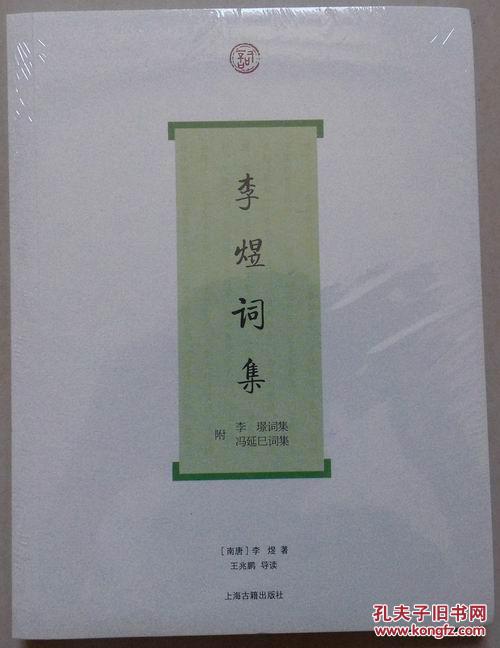 詞
李煜词集
附
李 璟词集
冯延巳词集
[南唐]李 煜 著
王兆鹏 导读
上海古籍出版社
孔夫子旧书网
www.kongfz.com